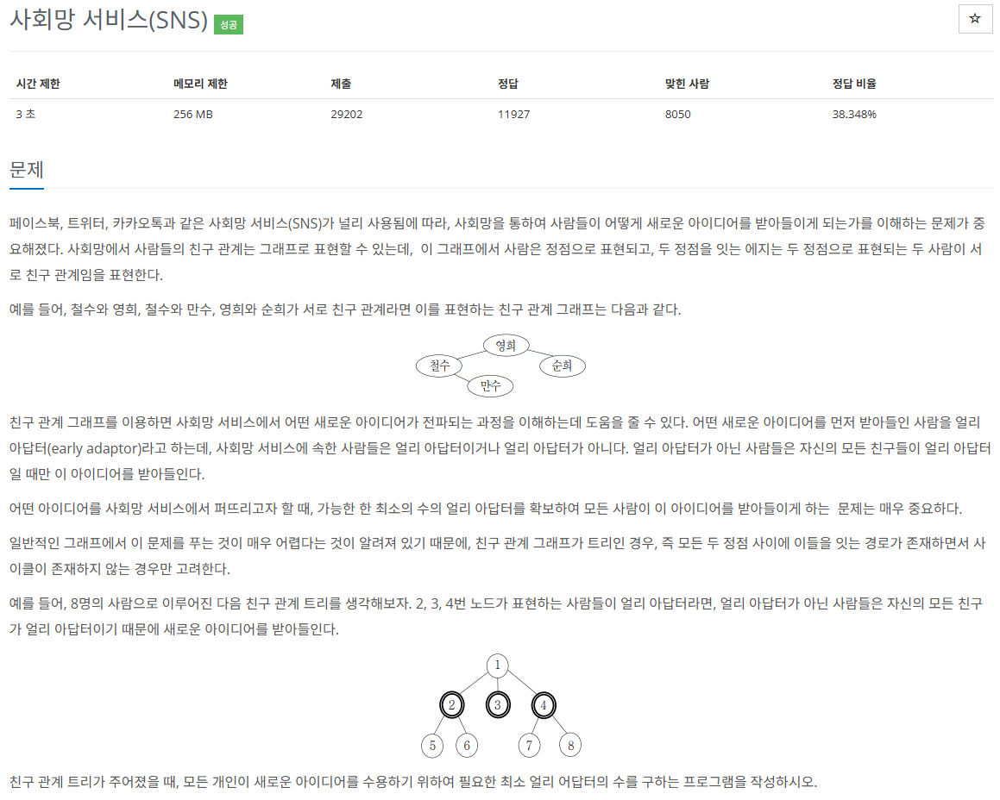 사회망 서비스(SNS) 성공
☆
시간 제한 메모리 제한 제출 정답 맞힌 사람 정답 비율
3 초 256 MB 29202 11927 8050 38.348%
문제
페이스북, 트위터, 카카오톡과 같은 사회망 서비스(SNS)가 널리 사용됨에 따라, 사회망을 통하여 사람들이 어떻게 새로운 아이디어를 받아들이게 되는가를 이해하는 문제가 중
요해졌다. 사회망에서 사람들의 친구 관계는 그래프로 표현할 수 있는데, 이 그래프에서 사람은 정점으로 표현되고, 두 정점을 잇는 에지는 두 정점으로 표현되는 두 사람이 서
로 친구 관계임을 표현한다.
예를 들어, 철수와 영희, 철수와 만수, 영희와 순희가 서로 친구 관계라면 이를 표현하는 친구 관계 그래프는 다음과 같다.
영희
철수 순희
만수
친구 관계 그래프를 이용하면 사회망 서비스에서 어떤 새로운 아이디어가 전파되는 과정을 이해하는데 도움을 줄 수 있다. 어떤 새로운 아이디어를 먼저 받아들인 사람을 얼리
아답터(early adaptor)라고 하는데, 사회망 서비스에 속한 사람들은 얼리 아답터이거나 얼리 아답터가 아니다. 얼리 아답터가 아닌 사람들은 자신의 모든 친구들이 얼리 아답터
일 때만 이 아이디어를 받아들인다.
어떤 아이디어를 사회망 서비스에서 퍼뜨리고자 할 때, 가능한 한 최소의 수의 얼리 아답터를 확보하여 모든 사람이 이 아이디어를 받아들이게 하는 문제는 매우 중요하다.
일반적인 그래프에서 이 문제를 푸는 것이 매우 어렵다는 것이 알려져 있기 때문에, 친구 관계 그래프가 트리인 경우, 즉 모든 두 정점 사이에 이들을 잇는 경로가 존재하면서 사
이클이 존재하지 않는 경우만 고려한다.
예를 들어, 8명의 사람으로 이루어진 다음 친구 관계 트리를 생각해보자. 2, 3, 4번 노드가 표현하는 사람들이 얼리 아답터라면, 얼리 아답터가 아닌 사람들은 자신의 모든 친구
가 얼리 아답터이기 때문에 새로운 아이디어를 받아들인다.
1
2 3 4
5 6 7 8
친구 관계 트리가 주어졌을 때, 모든 개인이 새로운 아이디어를 수용하기 위하여 필요한 최소 얼리 어답터의 수를 구하는 프로그램을 작성하시오.